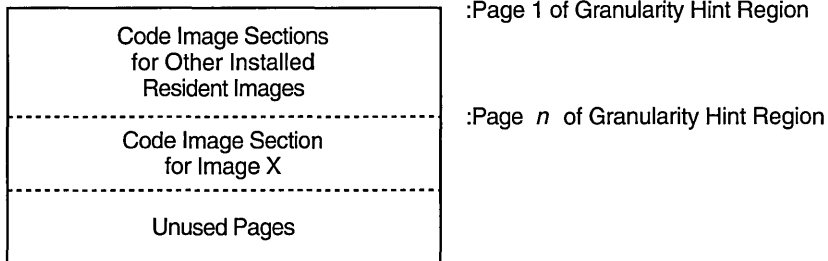 :Page 1 of Granularity Hint Region
Code Image Sections
for Other Installed
Resident Images
:Page n of Granularity Hint Region
Code Image Section
for Image X
Unused Pages